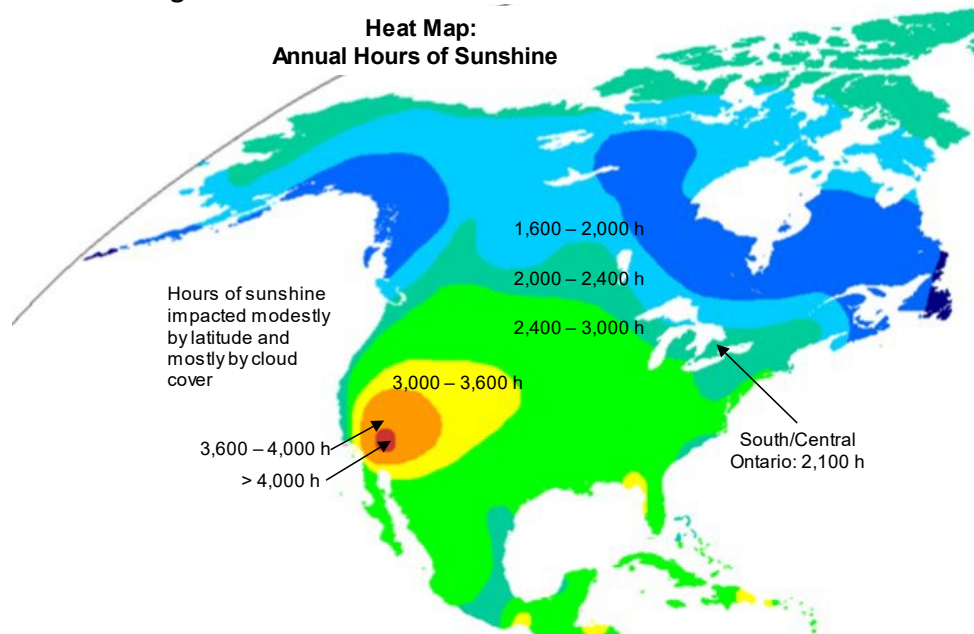 Heat Map:
Annual Hours of Sunshine
1,600 – 2,000 h
2,000 – 2,400 h
Hours of sunshine
impacted modestly
by latitude and
mostly by cloud
cover
2,400 – 3,000 h
3,000 – 3,600 h
3,600 – 4,000 h
> 4,000 h
South/Central
Ontario: 2,100 h